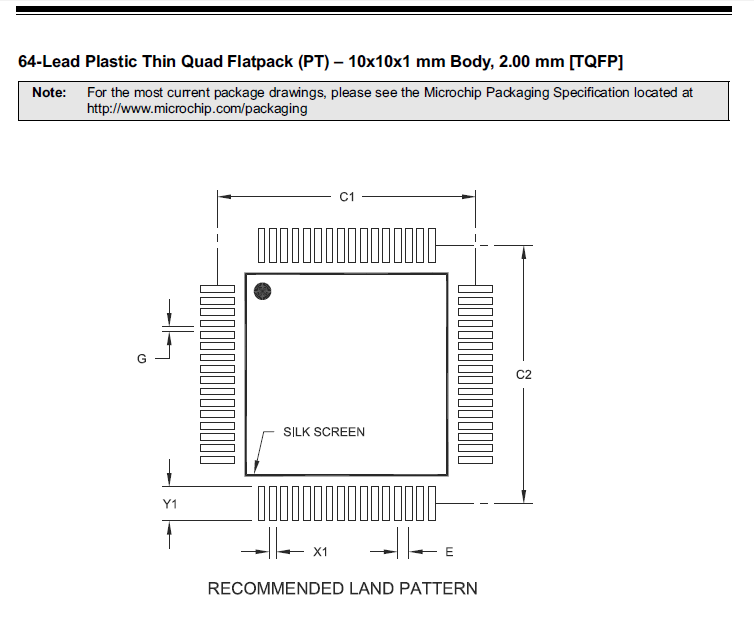 64-Lead Plastic Thin Quad Flatpack (PT) – 10x10x1 mm Body, 2.00 mm [TQFP]
Note: For the most current package drawings, please see the Microchip Packaging Specification located at
http://www.microchip.com/packaging
C1
G
C2
SILK SCREEN
Y1
X1
E
RECOMMENDED LAND PATTERN